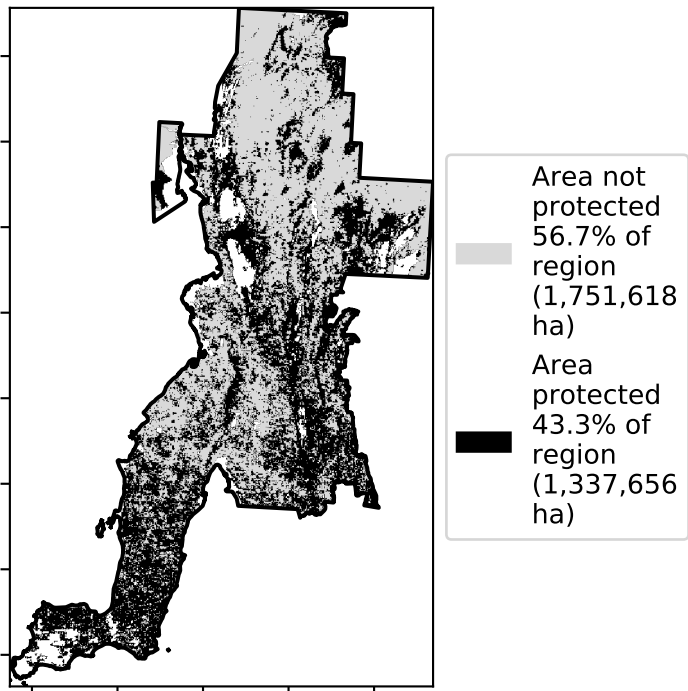 Area not
protected
56.7% of
region
(1,751,618
ha)
Area
protected
43.3% of
region
(1,337,656
ha)